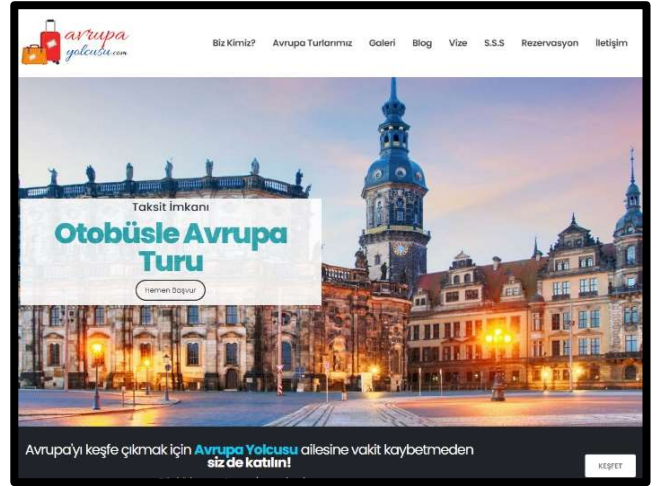 avrupa
yolcusu.com
Biz Kimiz? Avrupa Turlarımız Galeri Blog Vize S.S.S Rezervasyon İletişim
Taksit İmkanı
Otobüsle Avrupa
Turu
Hemen Başvur
Avrupa'yı keşfe çıkmak için Avrupa Yolcusu ailesine vakit kaybetmeden
siz de katılın!
KEŞFET